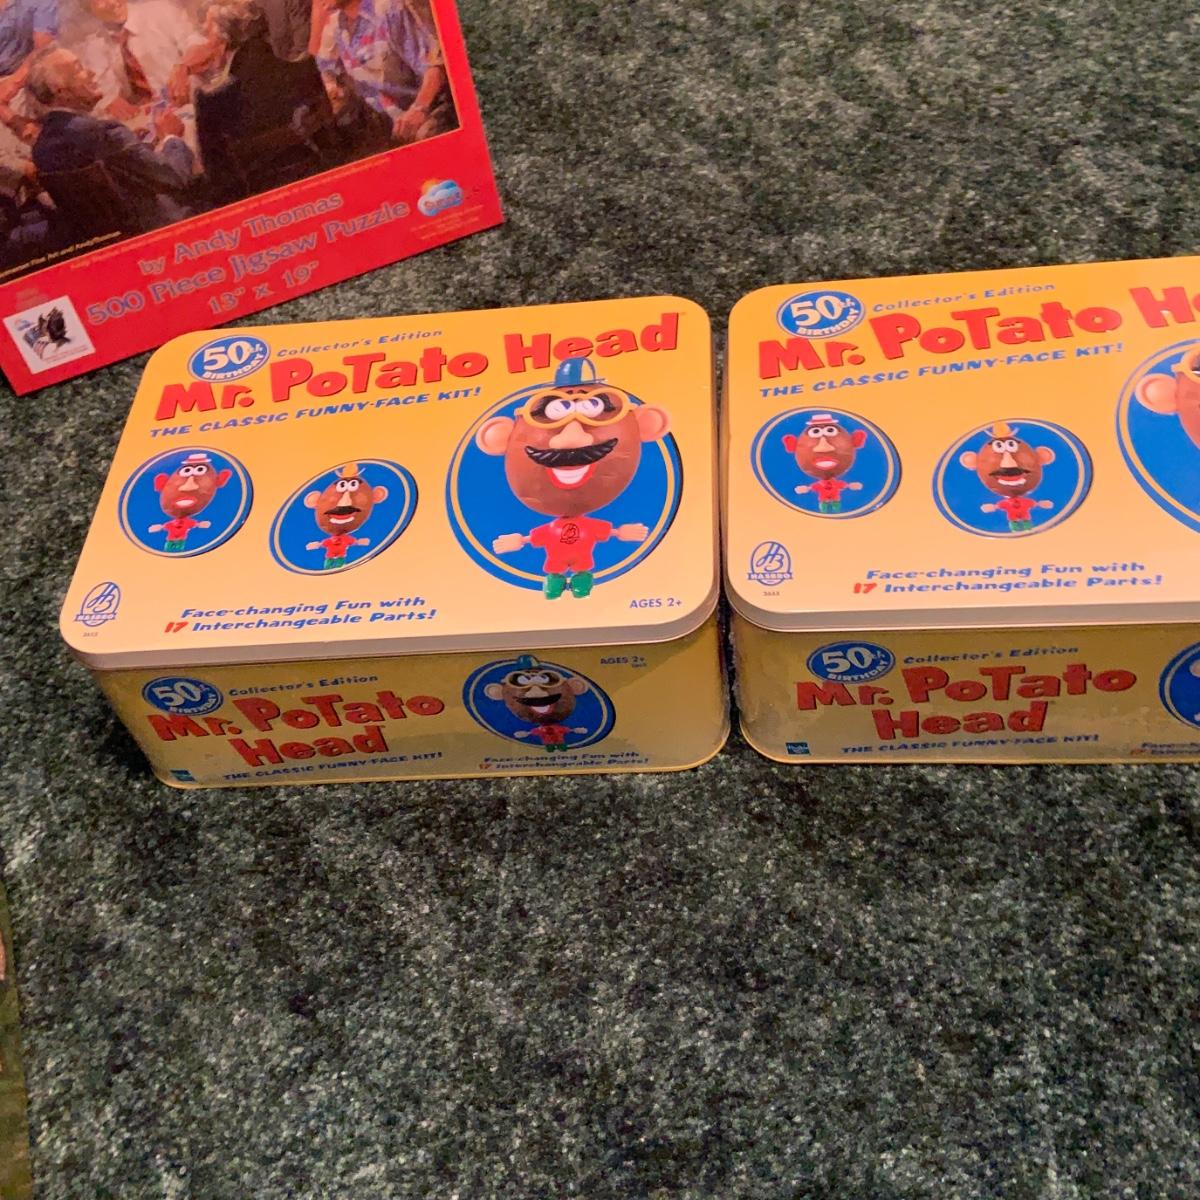 by Andy Thomas
500 Piece Jigsaw Puzzle
13" x 19"
50th BIRTHDAY
Collector's Edition
Mr. PoTato Head
THE CLASSIC FUNNY-FACE KIT!
HB
HASBRO
Face-changing Fun with
17 Interchangeable Parts!
AGES 2+
50th BIRTHDAY
Collector's Edition
Mr. PoTato
Head
THE CLASSIC FUNNY-FACE KIT!
AGES 2+
Face-changing Fun with
17 Interchangeable Parts!
50th BIRTHDAY
Collector's Edition
Mr. PoTato He
THE CLASSIC FUNNY-FACE KIT!
HB
HASBRO
Face-changing Fun with
17 Interchangeable Parts!
50th BIRTHDAY
Collector's Edition
Mr. PoTato
Head
THE CLASSIC FUNNY-FACE KIT!